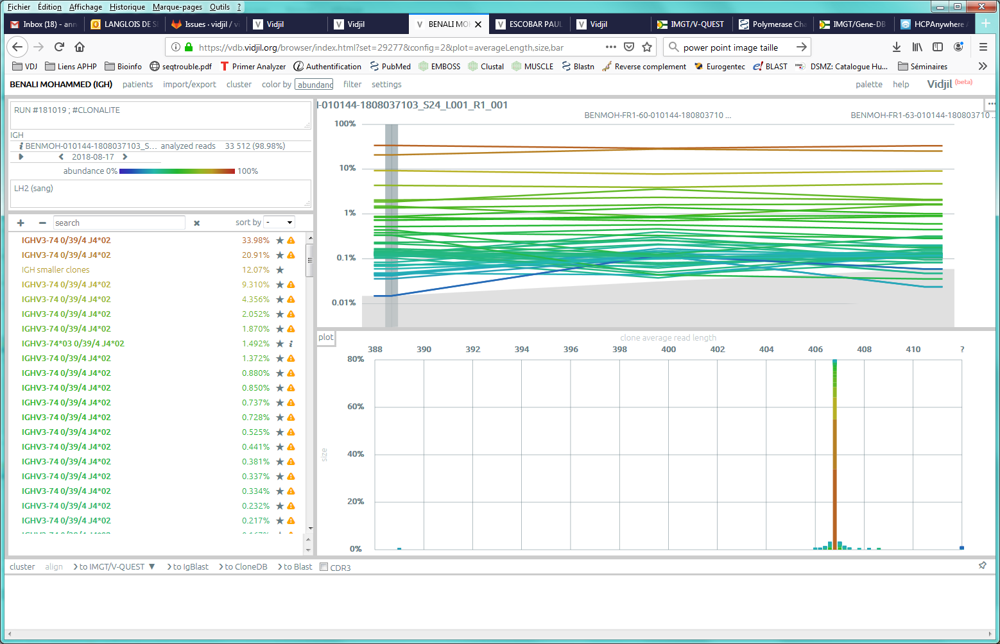 Fichier Édition Affichage Historique Marque-pages Outils ?
Inbox (18) - ann LANGLOIS DE S Issues · vidjil / vi Vidjil Vidjil BENALI MO ESCOBAR PAUL Vidjil IMGT/V-QUEST Polymerase Cha IMGT/Gene-DB HCPAnywhere
https://vdb.vidjil.org/browser/index.html?set=29277&config=2&plot=averageLength,size,bar
power point image taille
VDJ Liens APHP Bioinfo seqtrouble.pdf Primer Analyzer Authentification PubMed EMBOSS Clustal MUSCLE Blastn Reverse complement Eurogentec BLAST DSMZ: Catalogue Hu... Séminaires
BENALI MOHAMMED (IGH) patients import/export cluster color by abundanc filter settings palette help Vidjil (beta)
RUN #181019 ; #CLONALITE
IGH
BENMOH-010144-1808037103_S... analyzed reads 33 512 (98.98%)
2018-08-17
abundance 0% 100%
LH2 (sang)
+ − search sort by -
IGHV3-74 0/39/4 J4*02 33.98%
IGHV3-74 0/39/4 J4*02 20.91%
IGH smaller clones 12.07%
IGHV3-74 0/39/4 J4*02 9.310%
IGHV3-74 0/39/4 J4*02 4.356%
IGHV3-74 0/39/4 J4*02 2.052%
IGHV3-74 0/39/4 J4*02 1.870%
IGHV3-74*03 0/39/4 J4*02 1.492% i
IGHV3-74 0/39/4 J4*02 1.372%
IGHV3-74 0/39/4 J4*02 0.880%
IGHV3-74 0/39/4 J4*02 0.850%
IGHV3-74 0/39/4 J4*02 0.737%
IGHV3-74 0/39/4 J4*02 0.728%
IGHV3-74 0/39/4 J4*02 0.525%
IGHV3-74 0/39/4 J4*02 0.441%
IGHV3-74 0/39/4 J4*02 0.381%
IGHV3-74 0/39/4 J4*02 0.337%
IGHV3-74 0/39/4 J4*02 0.334%
IGHV3-74 0/39/4 J4*02 0.232%
IGHV3-74 0/39/4 J4*02 0.217%
I-010144-1808037103_S24_L001_R1_001
BENMOH-FR1-60-010144-180803710 ... BENMOH-FR1-63-010144-180803710 ...
100%
10%
1%
0.1%
0.01%
plot
clone average read length
388 390 392 394 396 398 400 402 404 406 408 410 ?
80%
60%
40%
size
20%
0%
cluster align to IMGT/V-QUEST ▼ to IgBlast to CloneDB to Blast CDR3